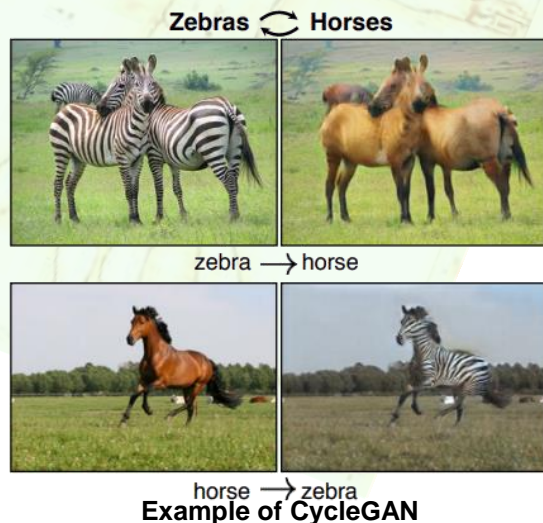 Zebras ⟲ Horses
zebra → horse
horse → zebra
Example of CycleGAN